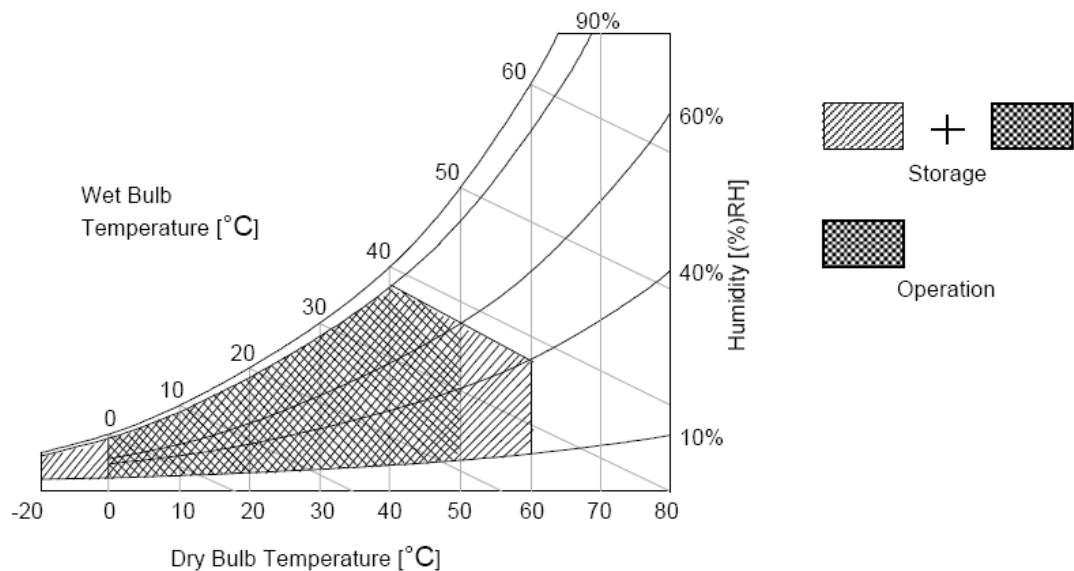 90%
60
60%
50
Storage
Wet Bulb
Temperature [°C]
40
40%
Humidity [(%)RH]
Operation
30
20
10
0
10%
-20 0 10 20 30 40 50 60 70 80
Dry Bulb Temperature [°C]